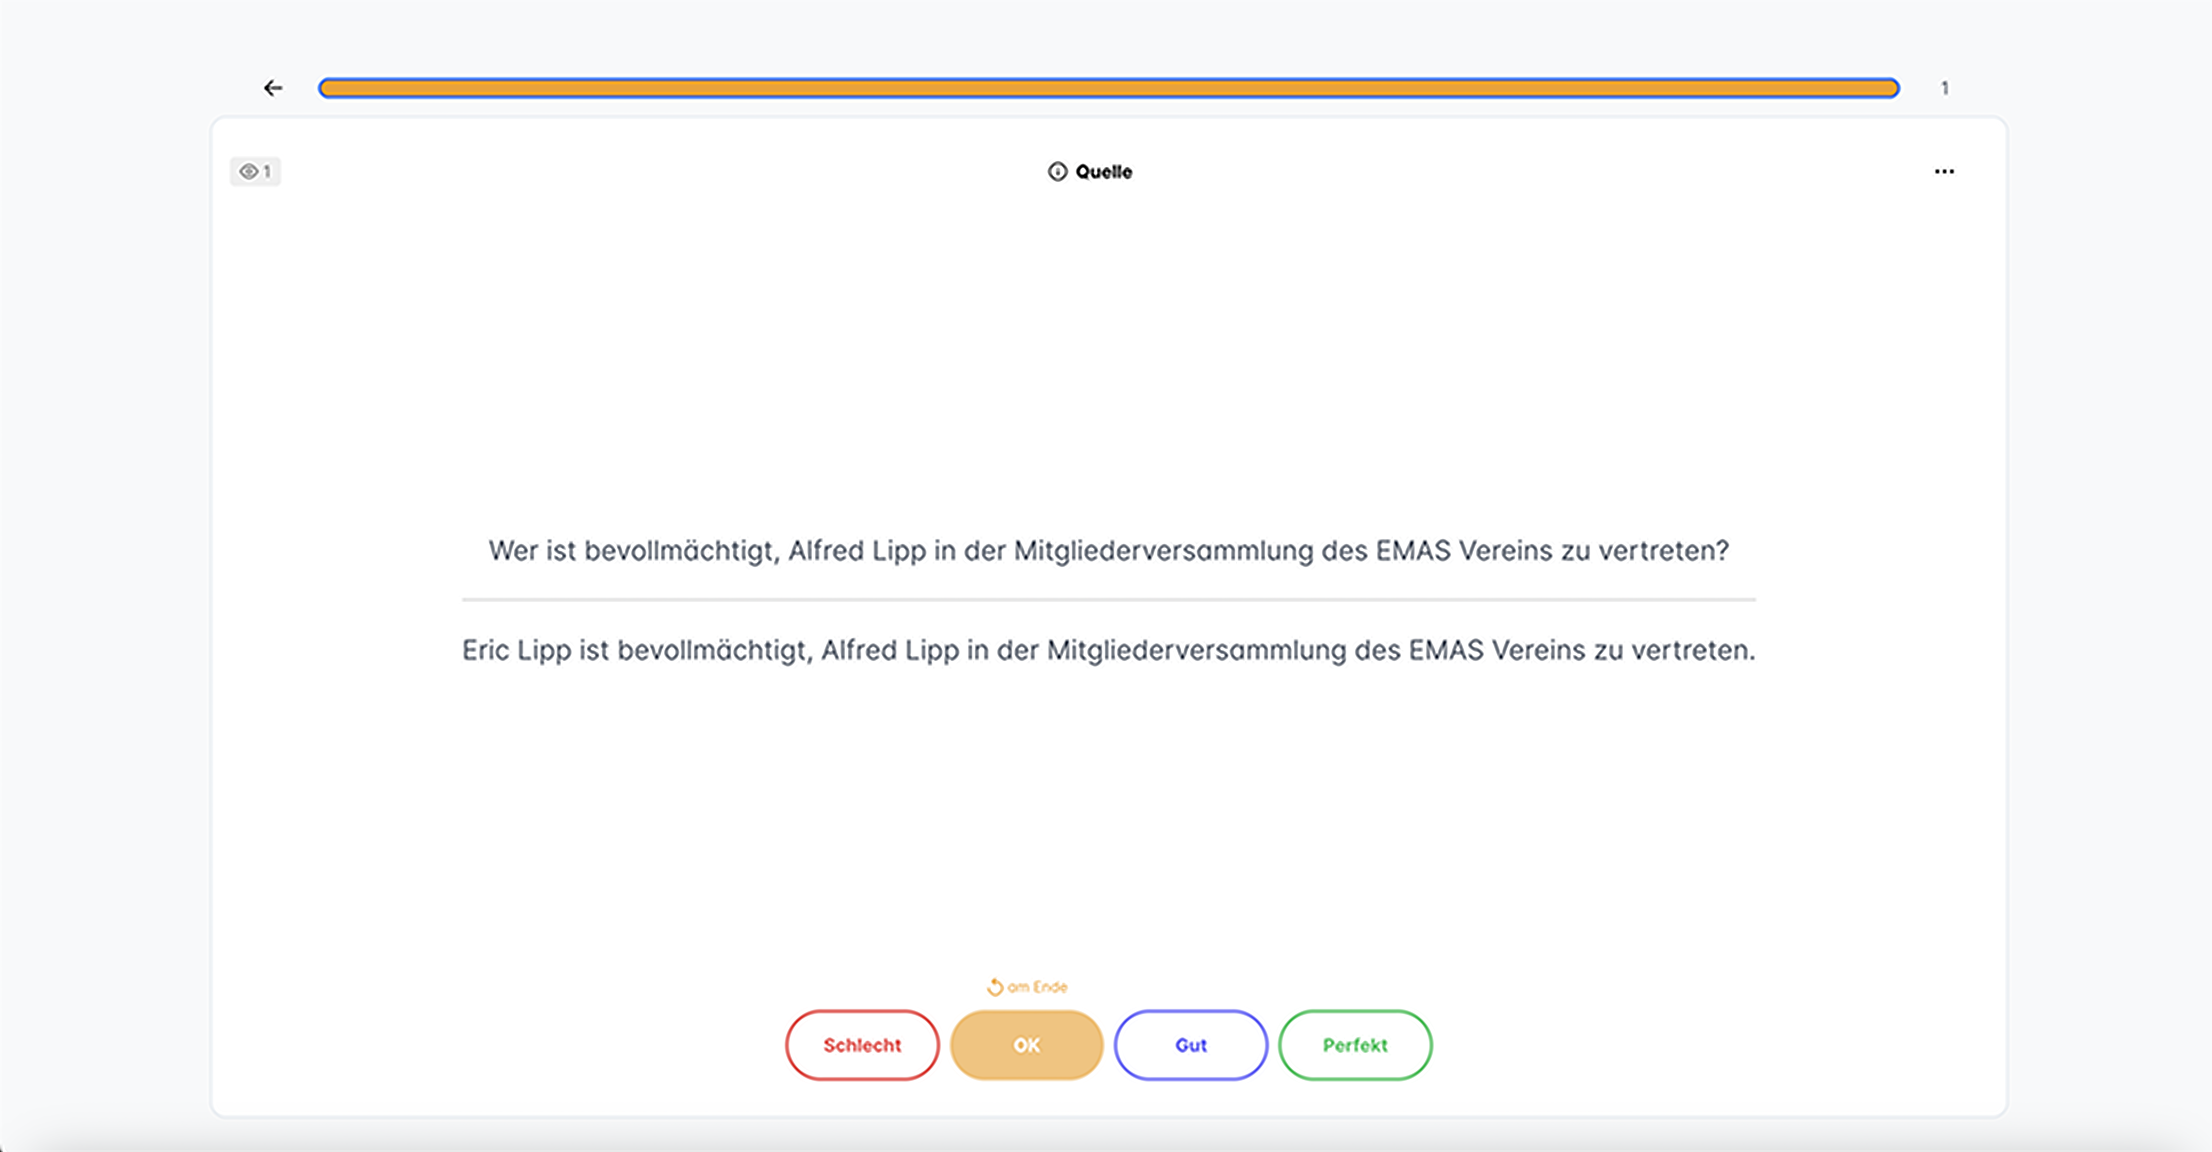 1
1
Quelle
Wer ist bevollmächtigt, Alfred Lipp in der Mitgliederversammlung des EMAS Vereins zu vertreten?
Eric Lipp ist bevollmächtigt, Alfred Lipp in der Mitgliederversammlung des EMAS Vereins zu vertreten.
am Ende
Schlecht
OK
Gut
Perfekt